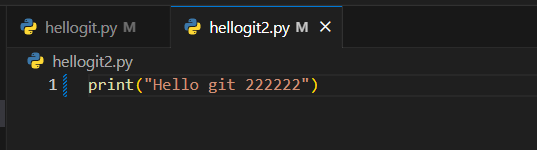 hellogit.py M hellogit2.py M
hellogit2.py
1 print("Hello git 222222")